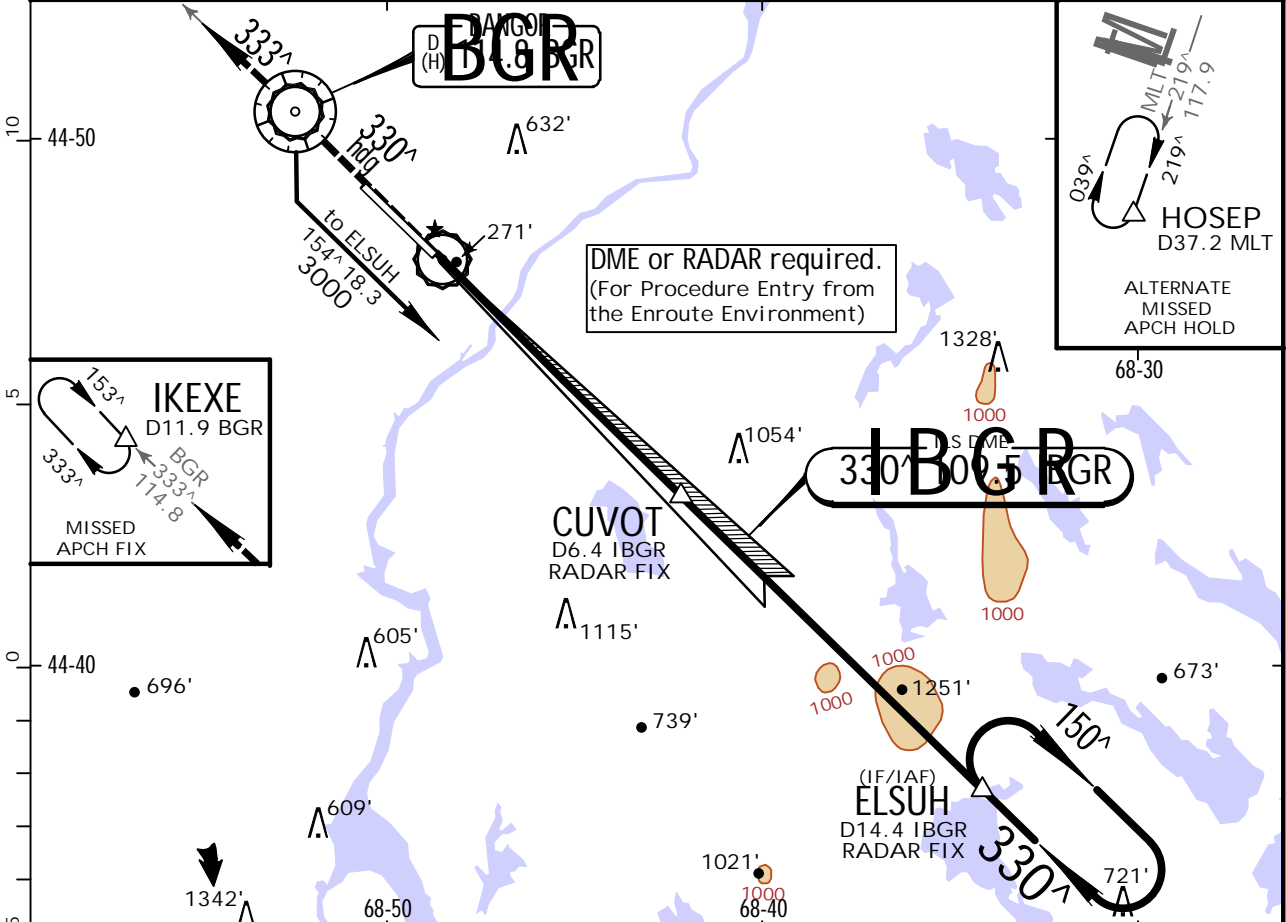 BANGOR
D
(H)
114.8 BGR
BGR
333^
330^
hdg
632'
10
44-50
to ELSUH
154^ 18.3
3000
271'
DME or RADAR required.
(For Procedure Entry from
the Enroute Environment)
MLT
219^
117.9
039^
219^
HOSEP
D37.2 MLT
ALTERNATE
MISSED
APCH HOLD
68-30
1328'
1000
5
153^
IKEXE
D11.9 BGR
333^
BGR
333^
114.8
MISSED
APCH FIX
1054'
ILS DME
330^ 109.5 IBGR
IBGR
CUVOT
D6.4 IBGR
RADAR FIX
1000
1115'
605'
0
44-40
696'
739'
1000
1000
1251'
673'
150^
(IF/IAF)
ELSUH
D14.4 IBGR
RADAR FIX
330^
609'
1021'
1000
721'
1342'
68-50
68-40